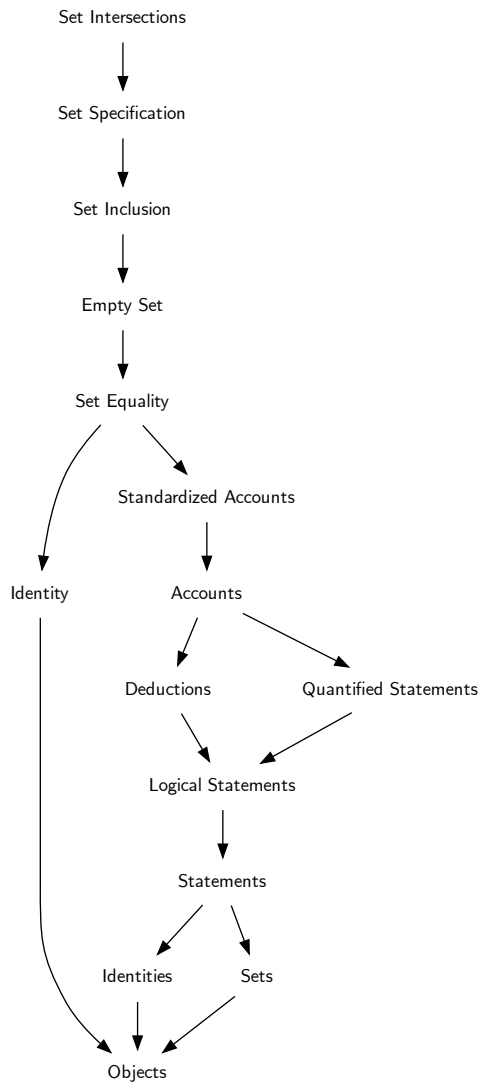 Set Intersections
Set Specification
Set Inclusion
Empty Set
Set Equality
Standardized Accounts
Identity
Accounts
Deductions
Quantified Statements
Logical Statements
Statements
Identities
Sets
Objects